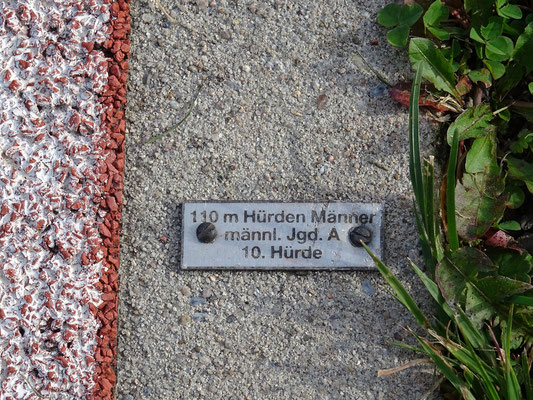 110 m Hürden Männer
männl. Jgd. A
10. Hürde